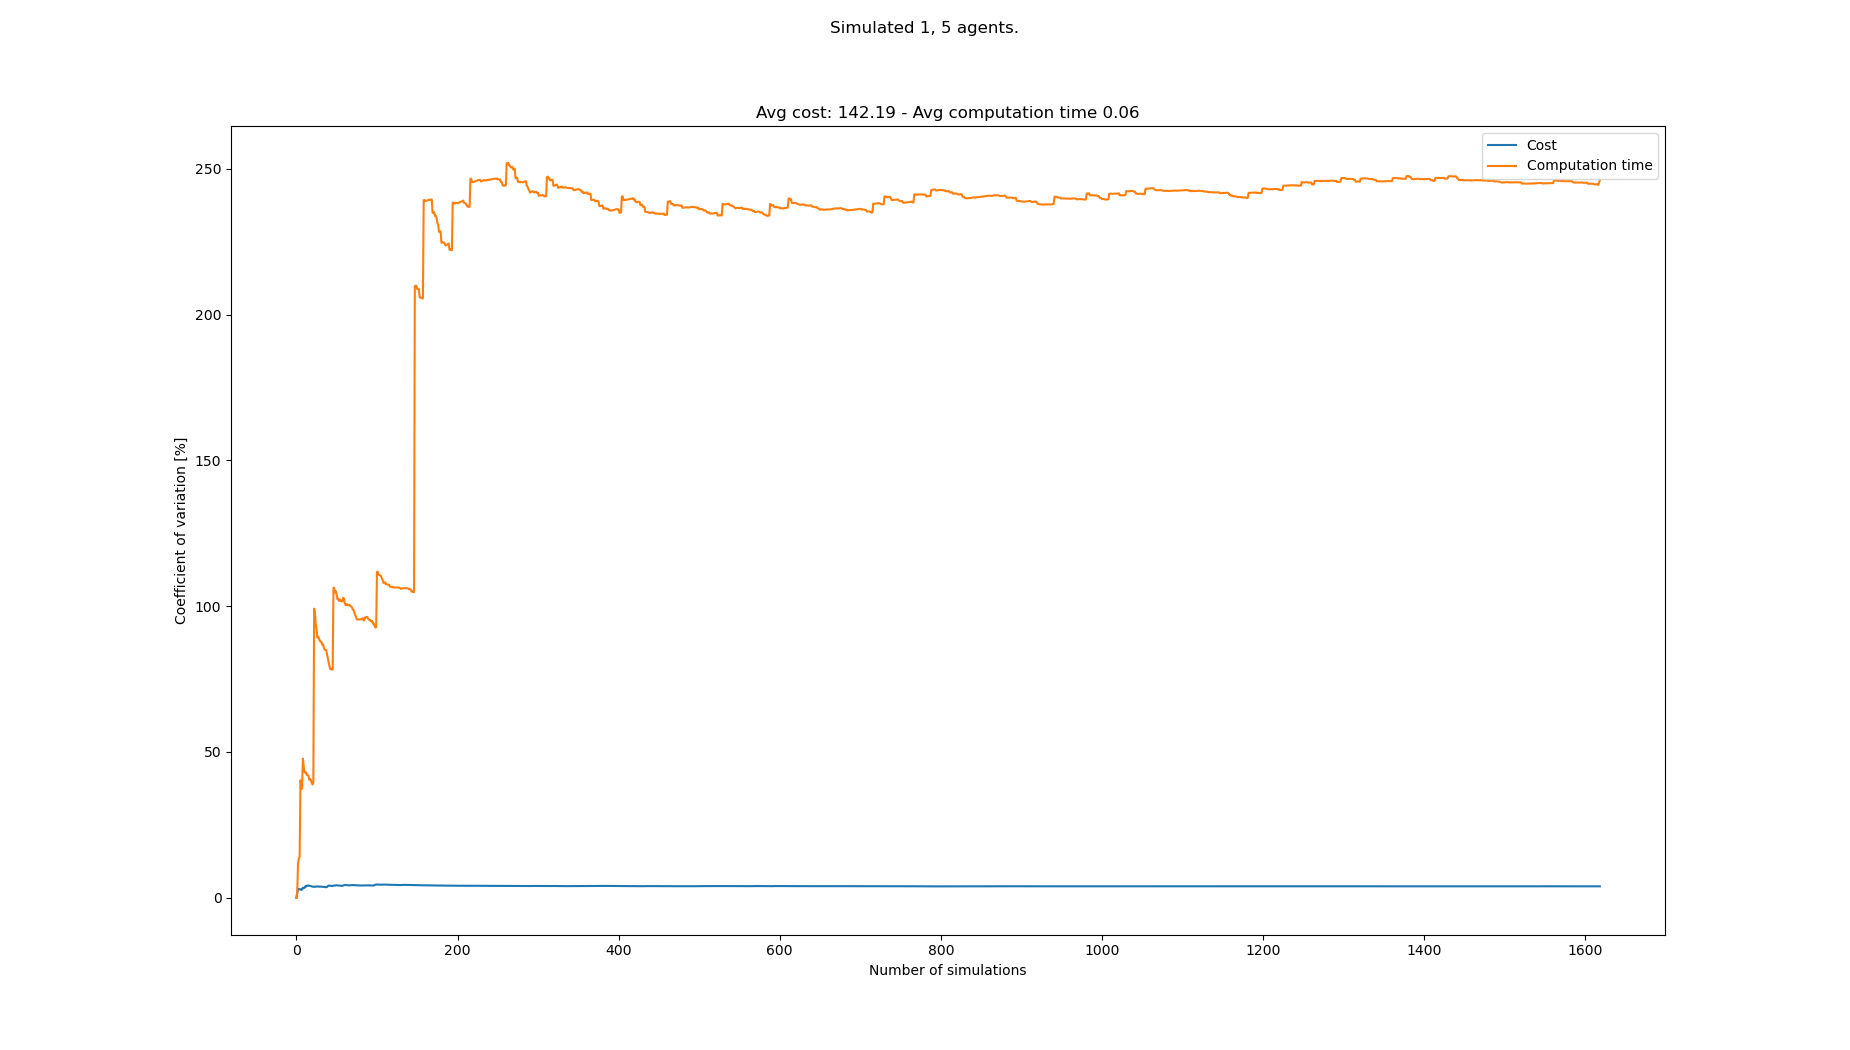 Simulated 1, 5 agents.
Avg cost: 142.19 - Avg computation time 0.06
Cost
Computation time
250
200
150
100
50
0
Coefficient of variation [%]
0 200 400 600 800 1000 1200 1400 1600
Number of simulations